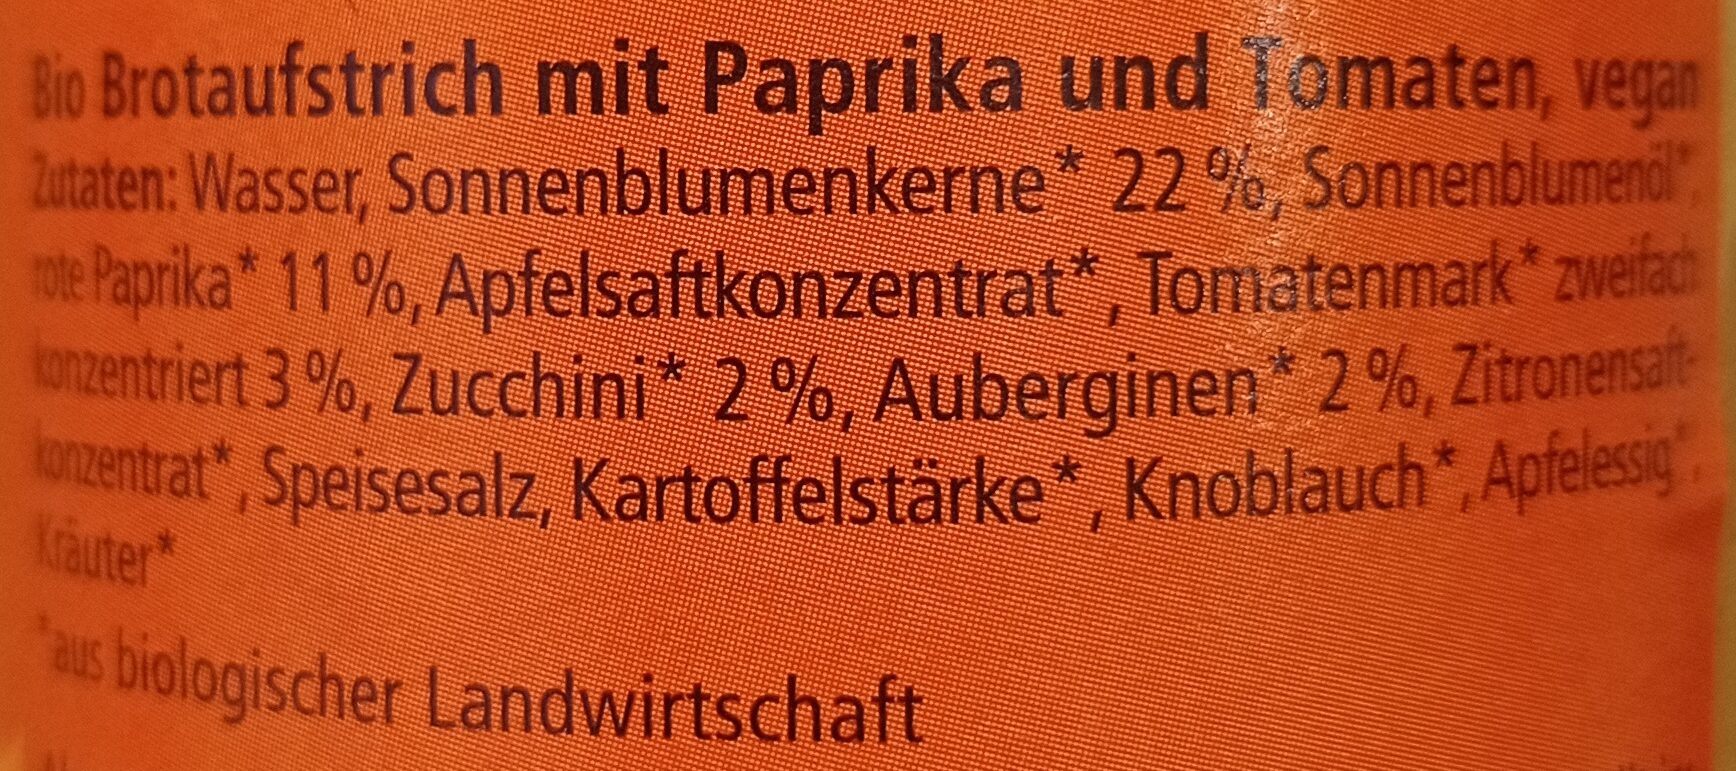 Bio Brotaufstrich mit Paprika und Tomaten, vegan
Zutaten: Wasser, Sonnenblumenkerne* 22 %, Sonnenblumenöl*,
rote Paprika* 11 %, Apfelsaftkonzentrat*, Tomatenmark* zweifach
konzentriert 3 %, Zucchini* 2 %, Auberginen* 2 %, Zitronensaft-
konzentrat*, Speisesalz, Kartoffelstärke*, Knoblauch*, Apfelessig*,
Kräuter*
*aus biologischer Landwirtschaft